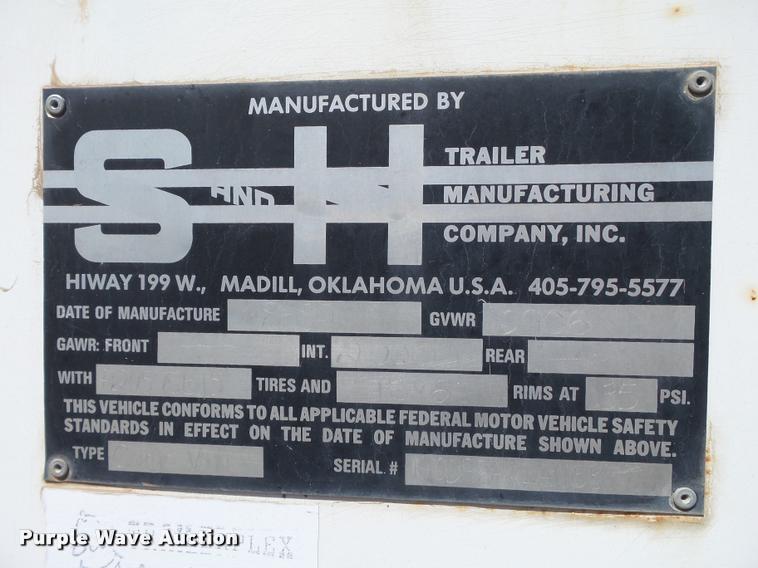 MANUFACTURED BY
S AND H
TRAILER
MANUFACTURING
COMPANY, INC.
HIWAY 199 W., MADILL, OKLAHOMA U.S.A. 405-795-5577
DATE OF MANUFACTURE GVWR
GAWR: FRONT INT. REAR
WITH TIRES AND RIMS AT 35 PSI.
THIS VEHICLE CONFORMS TO ALL APPLICABLE FEDERAL MOTOR VEHICLE SAFETY
STANDARDS IN EFFECT ON THE DATE OF MANUFACTURE SHOWN ABOVE.
TYPE SERIAL #
Purple Wave Auction